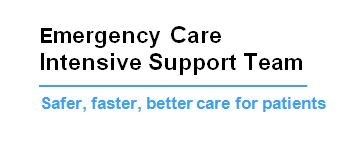 Emergency Care
Intensive Support Team
Safer, faster, better care for patients